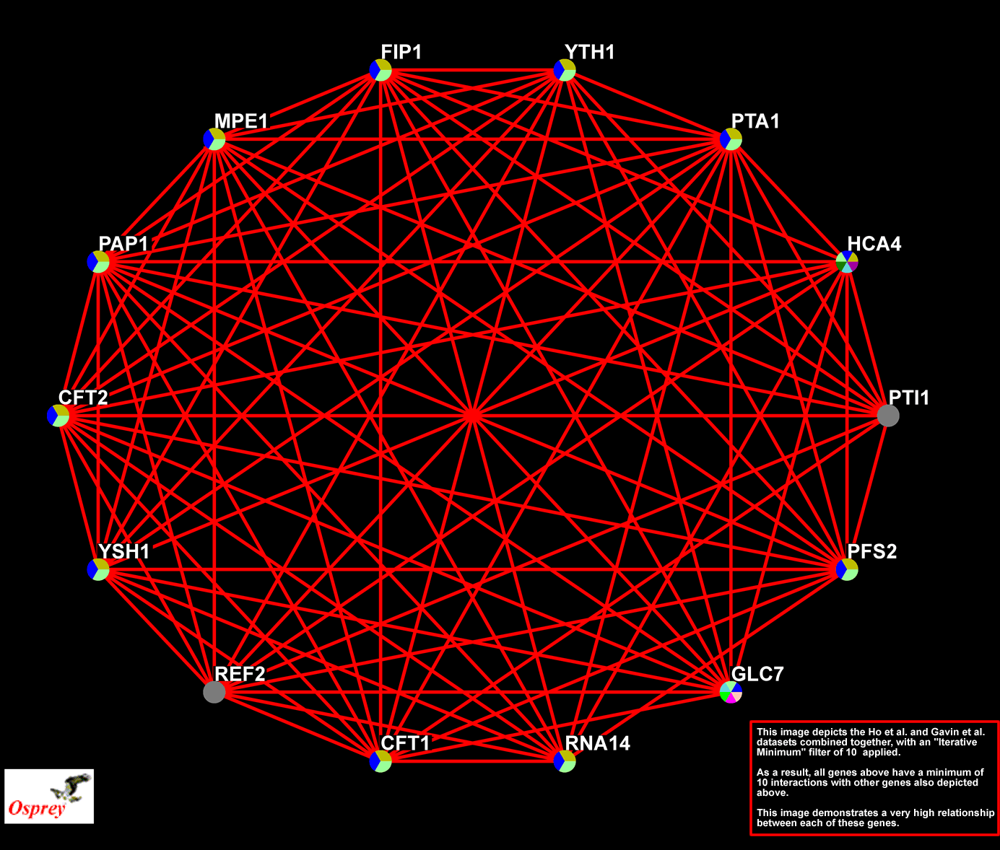 FIP1
YTH1
MPE1
PTA1
PAP1
HCA4
CFT2
PTI1
YSH1
PFS2
REF2
GLC7
CFT1
RNA14
This image depicts the Ho et al. and Gavin et al.
datasets combined together, with an "Iterative
Minimum" filter of 10 applied.
As a result, all genes above have a minimum of
10 interactions with other genes also depicted
above.
This image demonstrates a very high relationship
between each of these genes.
Osprey